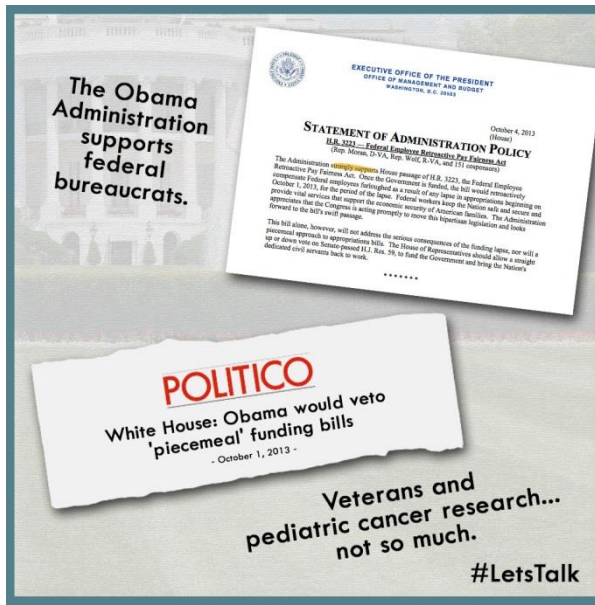 The Obama
Administration
supports
federal
bureaucrats.
EXECUTIVE OFFICE OF THE PRESIDENT
OFFICE OF MANAGEMENT AND BUDGET
WASHINGTON, D.C. 20503
October 4, 2013
(House)
STATEMENT OF ADMINISTRATION POLICY
H.R. 3223 — Federal Employee Retroactive Pay Fairness Act
(Rep. Moran, D-VA, Rep. Wolf, R-VA, and 151 cosponsors)
The Administration strongly supports House passage of H.R. 3223, the Federal Employee
Retroactive Pay Fairness Act. Once the Government is funded, the bill would retroactively
compensate Federal employees furloughed as a result of any lapse in appropriations beginning on
October 1, 2013, for the period of the lapse. Federal workers keep the Nation safe and secure and
provide vital services that support the economic security of American families. The Administration
appreciates that the Congress is acting promptly to move this bipartisan legislation and looks
forward to the bill's swift passage.
This bill alone, however, will not address the serious consequences of the funding lapse, nor will a
piecemeal approach to appropriations bills. The House of Representatives should allow a straight
up or down vote on Senate-passed H.J. Res. 59, to fund the Government and bring the Nation's
dedicated civil servants back to work.
* * * * * * *
POLITICO
White House: Obama would veto
'piecemeal' funding bills
- October 1, 2013 -
Veterans and
pediatric cancer research...
not so much.
#LetsTalk